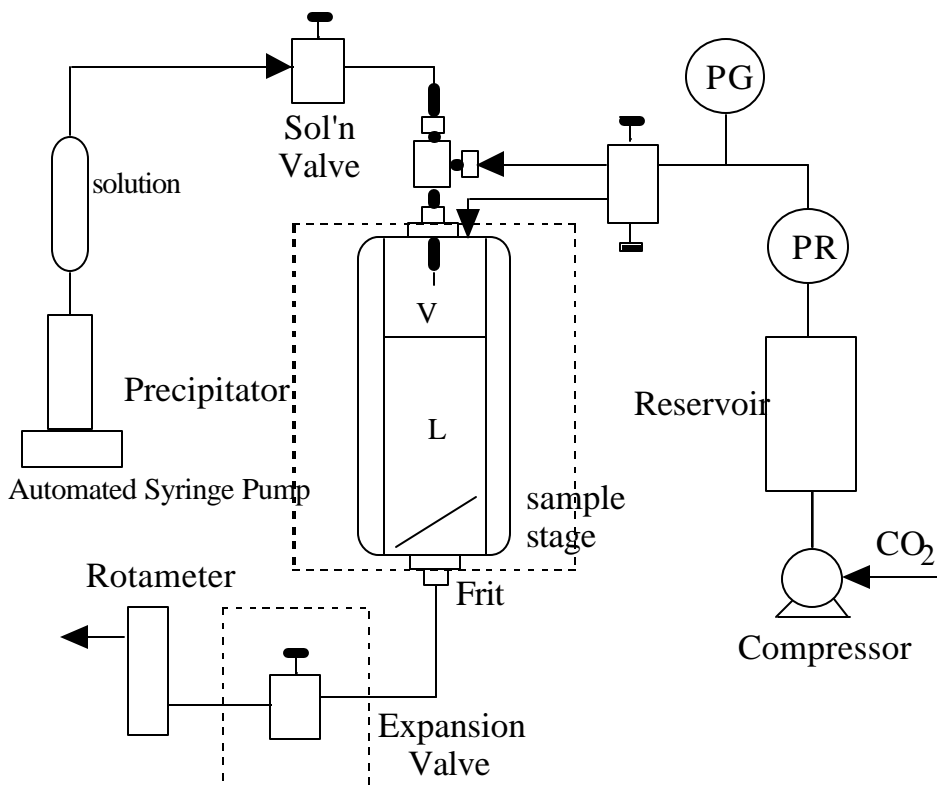 PG
Sol'n
Valve
solution
PR
V
Precipitator
Reservoir
L
Automated Syringe Pump
sample
stage
CO2
Rotameter
Frit
Compressor
Expansion
Valve